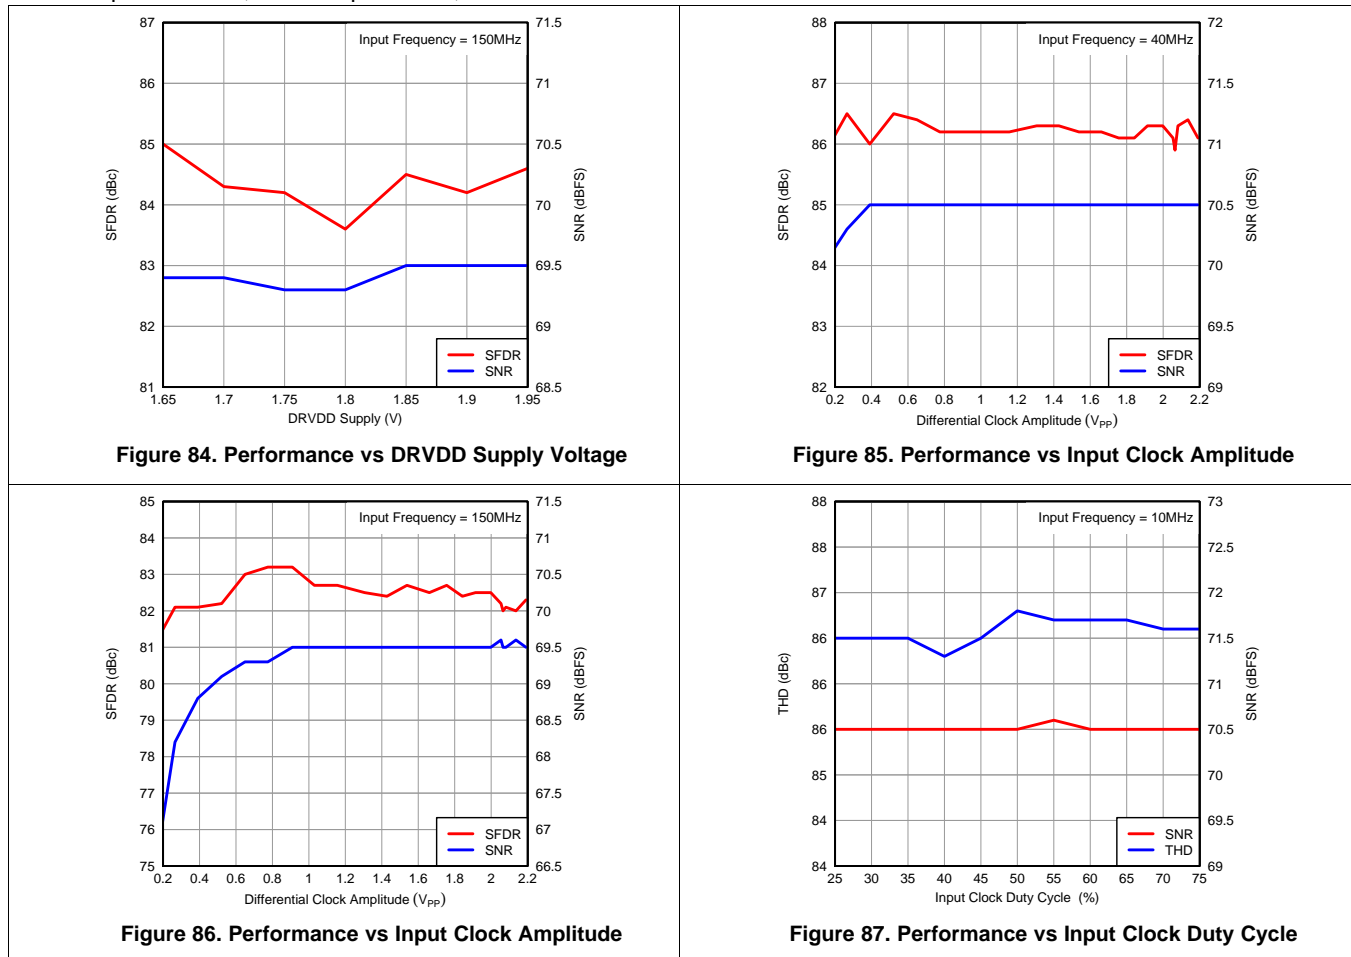 87
71.5
Input Frequency = 150MHz
86
71
85
70.5
84
70
83
69.5
82
69
81
68.5
SFDR (dBc)
SNR (dBFS)
SFDR
SNR
1.65 1.7 1.75 1.8 1.85 1.9 1.95
DRVDD Supply (V)
Figure 84. Performance vs DRVDD Supply Voltage
88
72
Input Frequency = 40MHz
87
71.5
86
71
85
70.5
84
70
83
69.5
82
69
SFDR (dBc)
SNR (dBFS)
SFDR
SNR
0.2 0.4 0.6 0.8 1 1.2 1.4 1.6 1.8 2 2.2
Differential Clock Amplitude (VPP)
Figure 85. Performance vs Input Clock Amplitude
85
71.5
Input Frequency = 150MHz
84
71
83
70.5
82
70
81
69.5
80
69
79
68.5
78
68
77
67.5
76
67
75
66.5
SFDR (dBc)
SNR (dBFS)
SFDR
SNR
0.2 0.4 0.6 0.8 1 1.2 1.4 1.6 1.8 2 2.2
Differential Clock Amplitude (VPP)
Figure 86. Performance vs Input Clock Amplitude
88
73
Input Frequency = 10MHz
88
72.5
87
72
86
71.5
86
71
86
70.5
85
70
84
69.5
84
69
THD (dBc)
SNR (dBFS)
SNR
THD
25 30 35 40 45 50 55 60 65 70 75
Input Clock Duty Cycle (%)
Figure 87. Performance vs Input Clock Duty Cycle